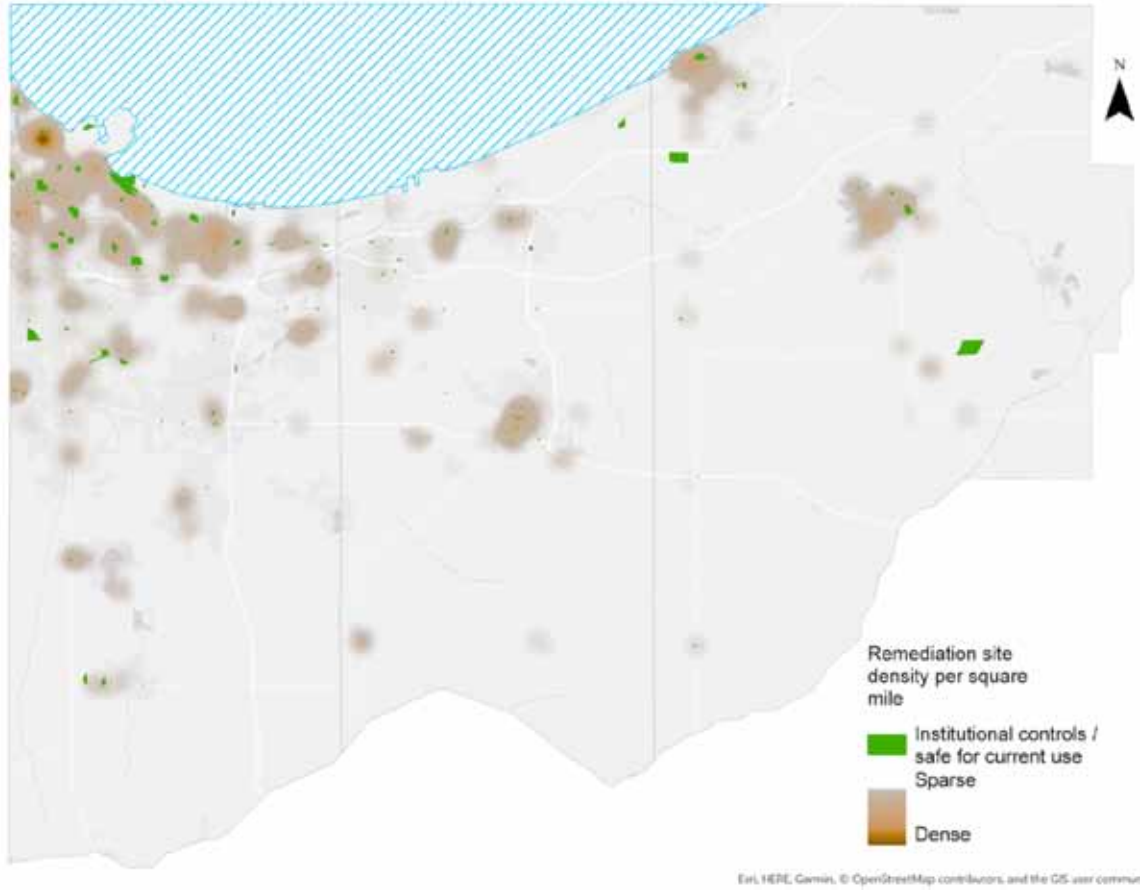 N
Remediation site
density per square
mile
Institutional controls /
safe for current use
Sparse
Dense
Esri, HERE, Garmin, © OpenStreetMap contributors, and the GIS user commun